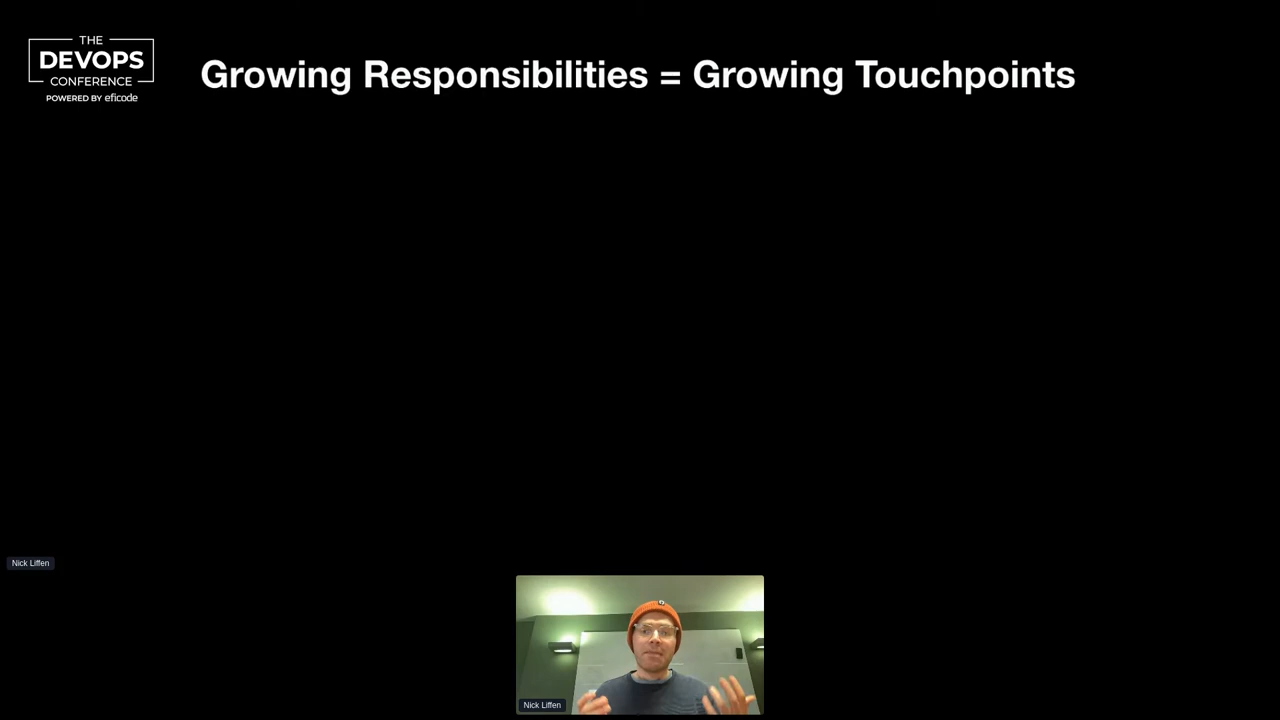 THE
DEVOPS
CONFERENCE
POWERED BY eficode
Growing Responsibilities = Growing Touchpoints
Nick Liffen
Nick Liffen